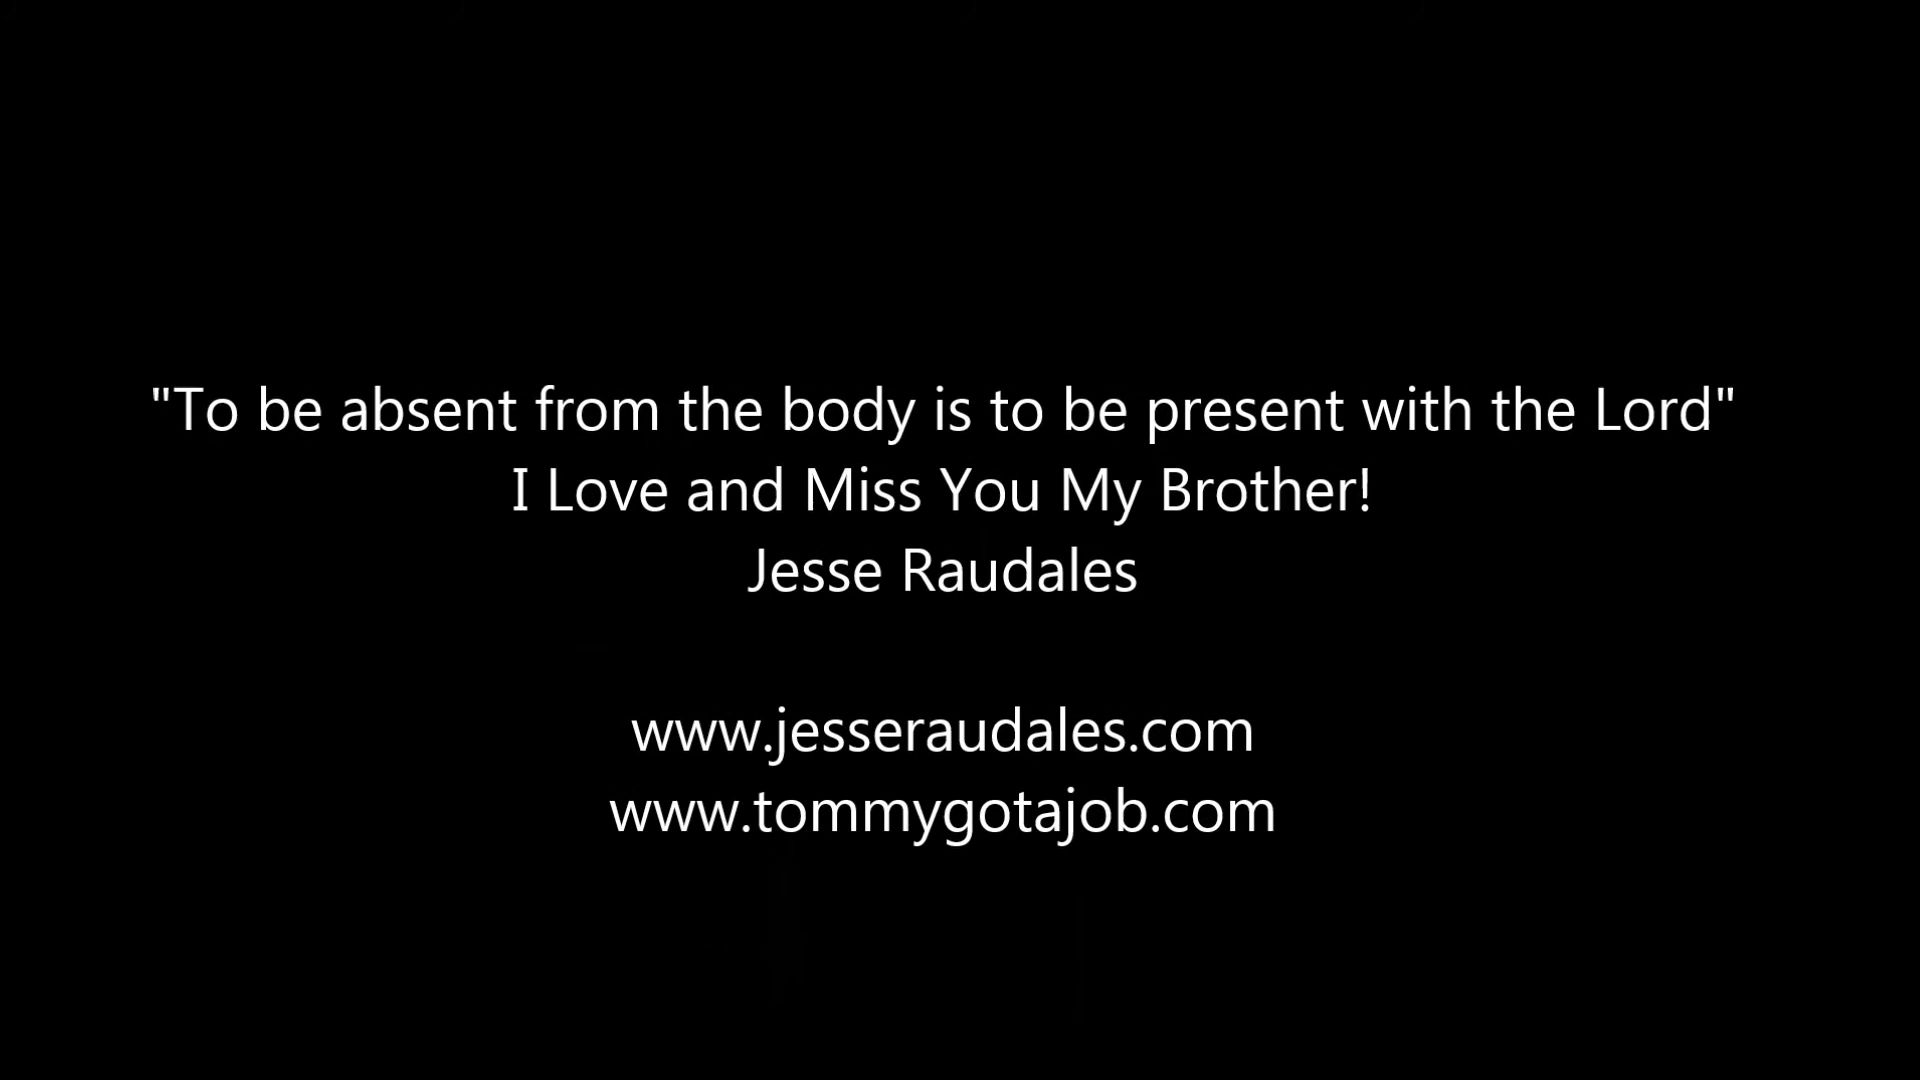 "To be absent from the body is to be present with the Lord"
I Love and Miss You My Brother!
Jesse Raudales
www.jesseraudales.com
www.tommygotajob.com